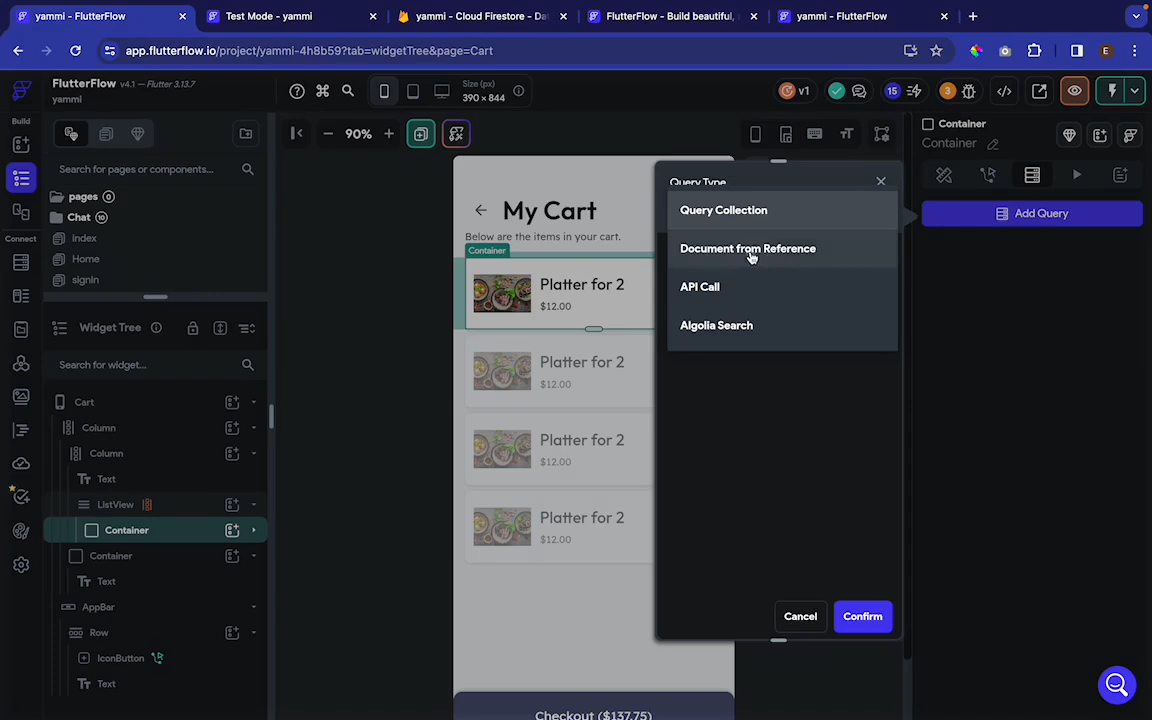 yammi - FlutterFlow
Test Mode - yammi
yammi - Cloud Firestore - Da
FlutterFlow - Build beautiful,
yammi - FlutterFlow
app.flutterflow.io/project/yammi-4h8b59?tab=widgetTree&page=Cart
E
FlutterFlow v4.1 – Flutter 3.13.7
yammi
Size (px)
390 × 844
v1
15
3
Build
90%
Container
Container
Search for pages or components...
pages 0
Chat 10
Index
Home
signIn
Connect
Widget Tree
Search for widget...
Cart
Column
Column
Text
ListView
Container
Container
Text
AppBar
Row
IconButton
Text
My Cart
Below are the items in your cart.
Container
Platter for 2
$12.00
Platter for 2
$12.00
Platter for 2
$12.00
Platter for 2
$12.00
Checkout ($137.75)
Query Type
Query Collection
Document from Reference
API Call
Algolia Search
Cancel
Confirm
Add Query